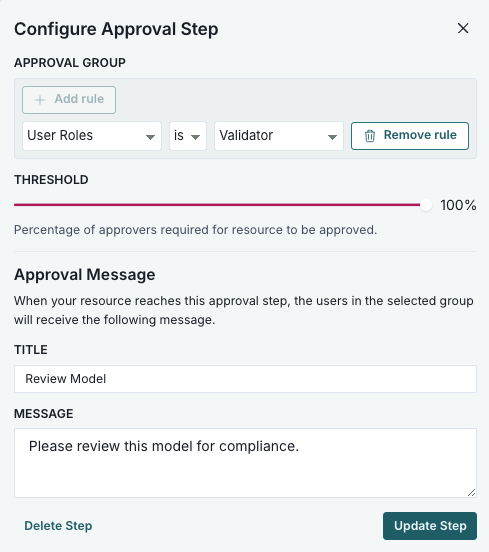 Configure Approval Step
APPROVAL GROUP
Add rule
User Roles is Validator Remove rule
THRESHOLD
100%
Percentage of approvers required for resource to be approved.
Approval Message
When your resource reaches this approval step, the users in the selected group
will receive the following message.
TITLE
Review Model
MESSAGE
Please review this model for compliance.
Delete Step Update Step